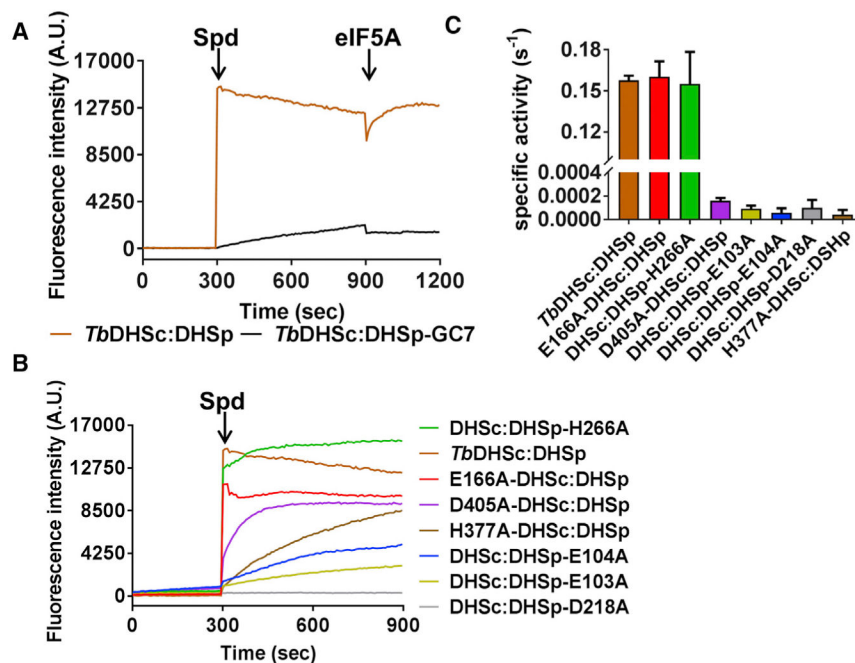 A
Spd
eIF5A
Fluorescence intensity (A.U.)
17000
12750
8500
4250
0
0
300
600
900
1200
Time (sec)
TbDHSc:DHSp
TbDHSc:DHSp-GC7
C
specific activity (s⁻¹)
0.18
0.15
0.12
0.0004
0.0002
0.0000
TbDHSc:DHSp
E166A-DHSc:DHSp
DHSc:DHSp-H266A
D405A-DHSc:DHSp
DHSc:DHSp-E103A
DHSc:DHSp-E104A
DHSc:DHSp-D218A
H377A-DHSc:DSHp
B
Spd
Fluorescence intensity (A.U.)
17000
12750
8500
4250
0
0
300
600
900
Time (sec)
DHSc:DHSp-H266A
TbDHSc:DHSp
E166A-DHSc:DHSp
D405A-DHSc:DHSp
H377A-DHSc:DHSp
DHSc:DHSp-E104A
DHSc:DHSp-E103A
DHSc:DHSp-D218A